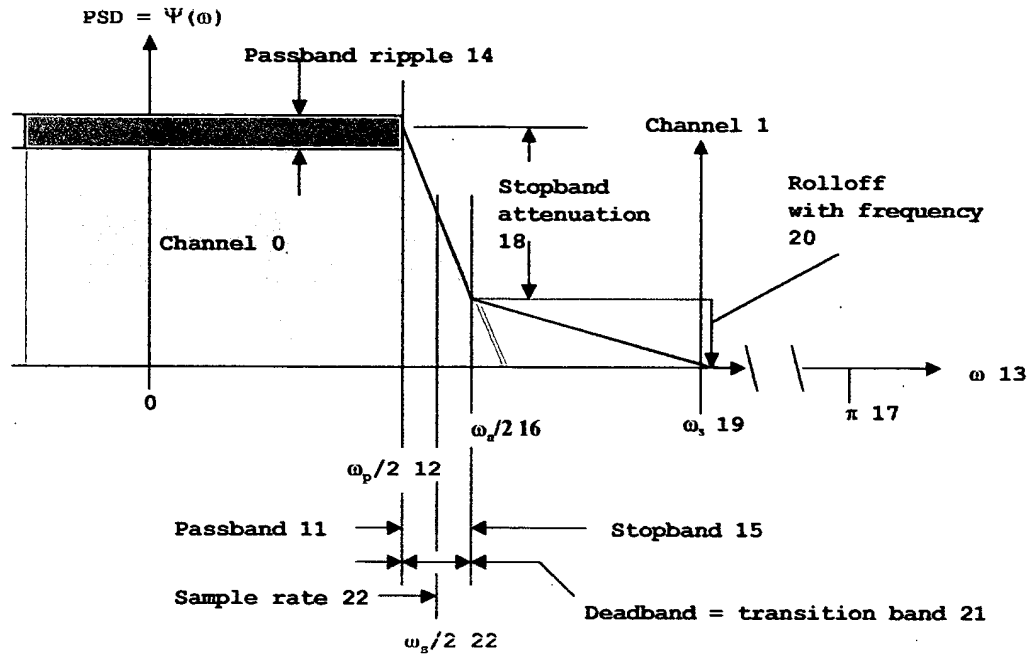 PSD = Ψ(ω)
Passband ripple 14
Channel 1
Stopband
attenuation
18
Rolloff
with frequency
20
Channel 0
ω 13
0
ωₐ/2 16
ωₛ 19
π 17
ωₚ/2 12
Passband 11
Stopband 15
Sample rate 22
Deadband = transition band 21
ωₛ/2 22